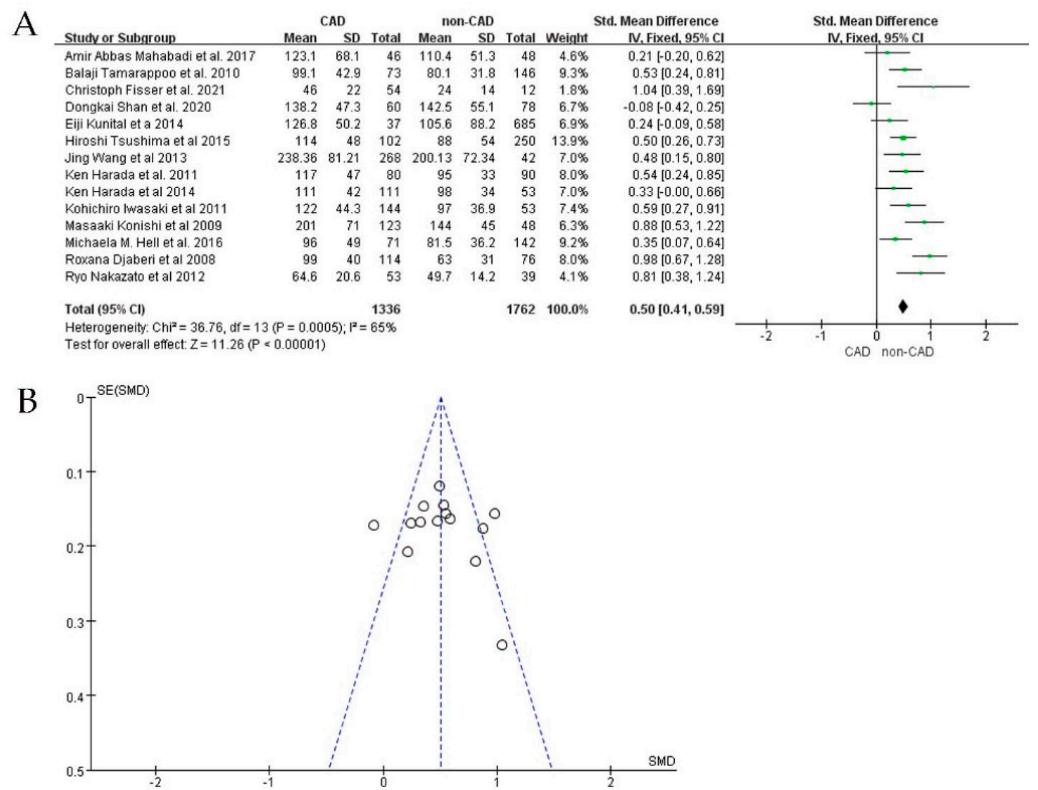 A
CAD non-CAD Std. Mean Difference Std. Mean Difference
Study or Subgroup Mean SD Total Mean SD Total Weight IV, Fixed, 95% CI IV, Fixed, 95% CI
Amir Abbas Mahabadi et al. 2017 123.1 68.1 46 110.4 51.3 48 4.6% 0.21 [-0.20, 0.62]
Balaji Tamarappoo et al. 2010 99.1 42.9 73 80.1 31.8 146 9.3% 0.53 [0.24, 0.81]
Christoph Fisser et al. 2021 46 22 54 24 14 12 1.8% 1.04 [0.39, 1.69]
Dongkai Shan et al. 2020 138.2 47.3 60 142.5 55.1 78 6.7% -0.08 [-0.42, 0.25]
Eiji Kunital et a 2014 126.8 50.2 37 105.6 88.2 685 6.9% 0.24 [-0.09, 0.58]
Hiroshi Tsushima et al 2015 114 48 102 88 54 250 13.9% 0.50 [0.26, 0.73]
Jing Wang et al 2013 238.36 81.21 268 200.13 72.34 42 7.0% 0.48 [0.15, 0.80]
Ken Harada et al. 2011 117 47 80 95 33 90 8.0% 0.54 [0.24, 0.85]
Ken Harada et al 2014 111 42 111 98 34 53 7.0% 0.33 [-0.00, 0.66]
Kohichiro Iwasaki et al 2011 122 44.3 144 97 36.9 53 7.4% 0.59 [0.27, 0.91]
Masaaki Konishi et al 2009 201 71 123 144 45 48 6.3% 0.88 [0.53, 1.22]
Michaela M. Hell et al. 2016 96 49 71 81.5 36.2 142 9.2% 0.35 [0.07, 0.64]
Roxana Djaberi et al 2008 99 40 114 63 31 76 8.0% 0.98 [0.67, 1.28]
Ryo Nakazato et al 2012 64.6 20.6 53 49.7 14.2 39 4.1% 0.81 [0.38, 1.24]
Total (95% CI) 1336 1762 100.0% 0.50 [0.41, 0.59]
Heterogeneity: Chi² = 36.76, df = 13 (P = 0.0005); I² = 65%
Test for overall effect: Z = 11.26 (P < 0.00001)
-2 -1 0 1 2
CAD non-CAD
B
SE(SMD)
0
0.1
0.2
0.3
0.4
0.5
SMD
-2 -1 0 1 2